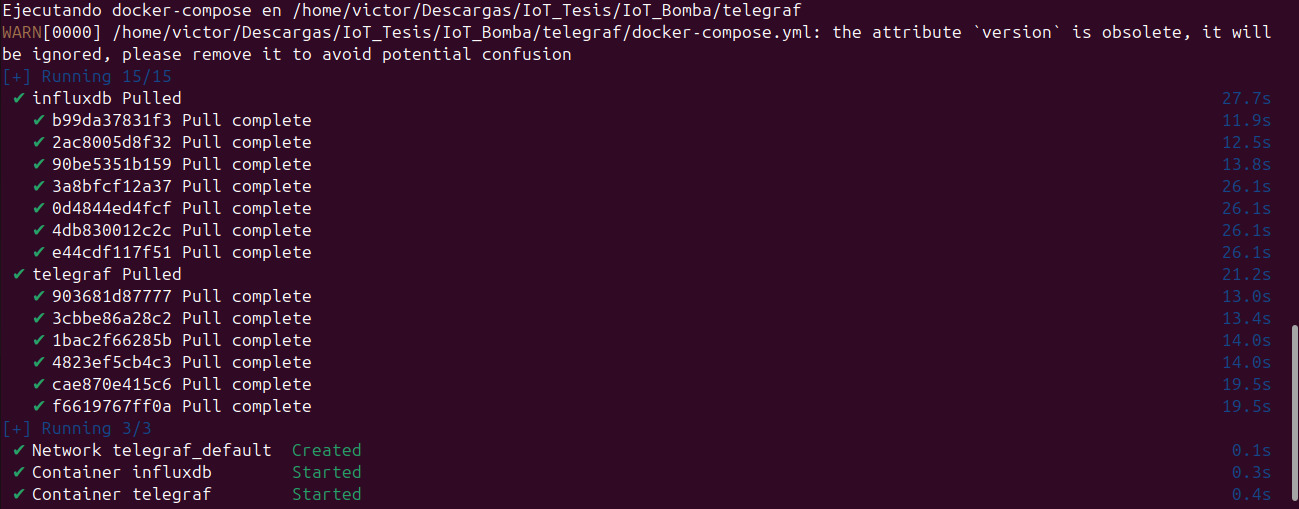 Ejecutando docker-compose en /home/victor/Descargas/IoT_Tesis/IoT_Bomba/telegraf
WARN[0000] /home/victor/Descargas/IoT_Tesis/IoT_Bomba/telegraf/docker-compose.yml: the attribute `version` is obsolete, it will
be ignored, please remove it to avoid potential confusion
[+] Running 15/15
✔ influxdb Pulled 27.7s
✔ b99da37831f3 Pull complete 11.9s
✔ 2ac8005d8f32 Pull complete 12.5s
✔ 90be5351b159 Pull complete 13.8s
✔ 3a8bfcf12a37 Pull complete 26.1s
✔ 0d4844ed4fcf Pull complete 26.1s
✔ 4db830012c2c Pull complete 26.1s
✔ e44cdf117f51 Pull complete 26.1s
✔ telegraf Pulled 21.2s
✔ 903681d87777 Pull complete 13.0s
✔ 3cbbe86a28c2 Pull complete 13.4s
✔ 1bac2f66285b Pull complete 14.0s
✔ 4823ef5cb4c3 Pull complete 14.0s
✔ cae870e415c6 Pull complete 19.5s
✔ f6619767ff0a Pull complete 19.5s
[+] Running 3/3
✔ Network telegraf_default Created 0.1s
✔ Container influxdb Started 0.3s
✔ Container telegraf Started 0.4s